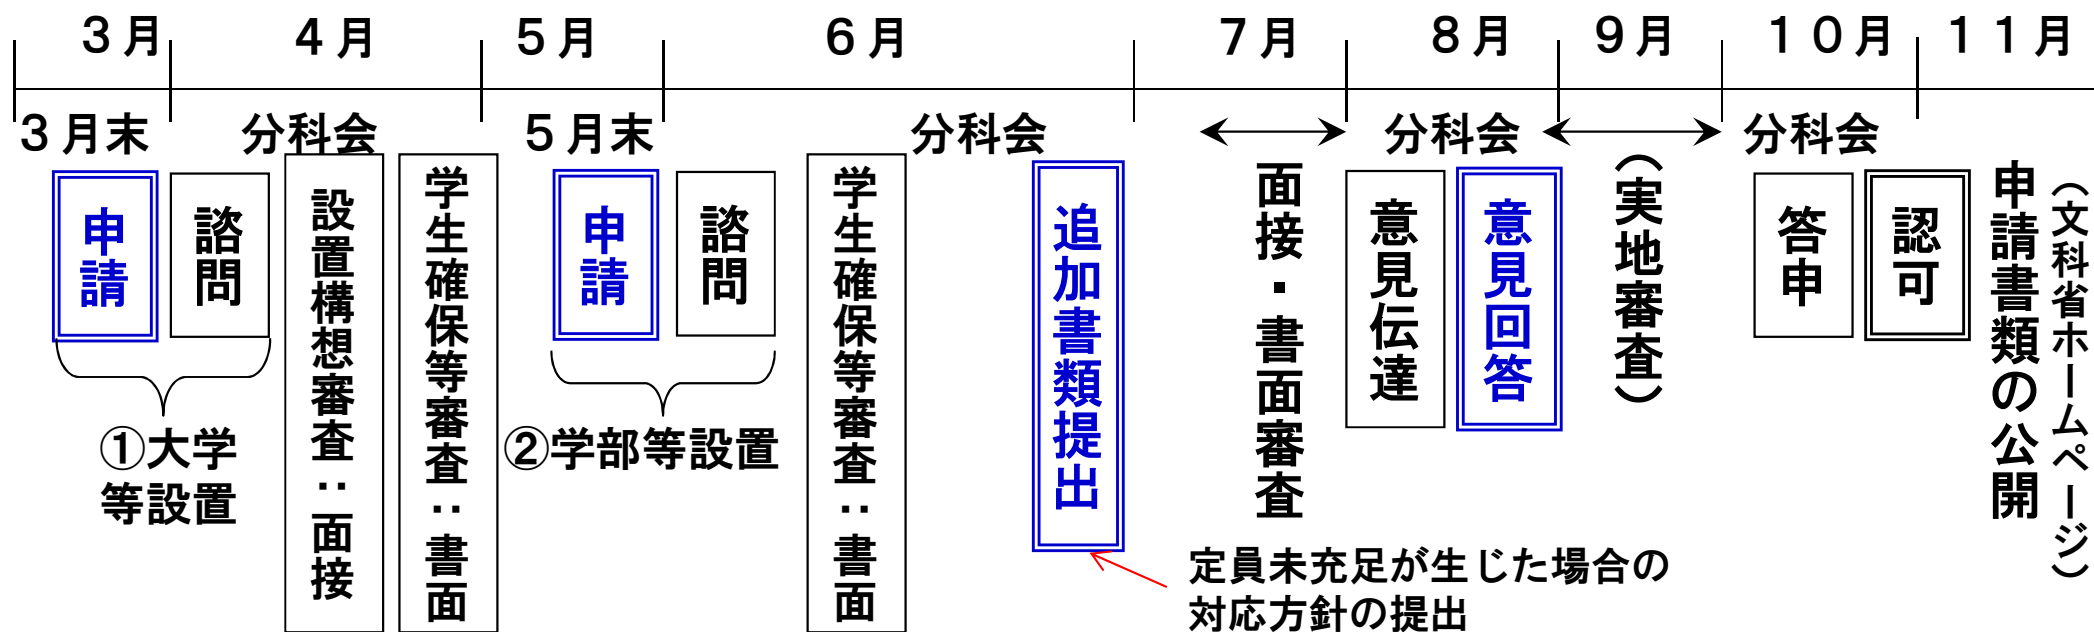 ３月 ４月 ５月 ６月 ７月 ８月 ９月 １０月 １１月
３月末
分科会
５月末
分科会
分科会
分科会
申請
諮問
設置構想審査：面接
学生確保等審査：書面
申請
諮問
学生確保等審査：書面
追加書類提出
面接・書面審査
意見伝達
意見回答
（実地審査）
答申
認可
申請書類の公開
（文科省ホームページ）
①大学
等設置
②学部等設置
定員未充足が生じた場合の
対応方針の提出